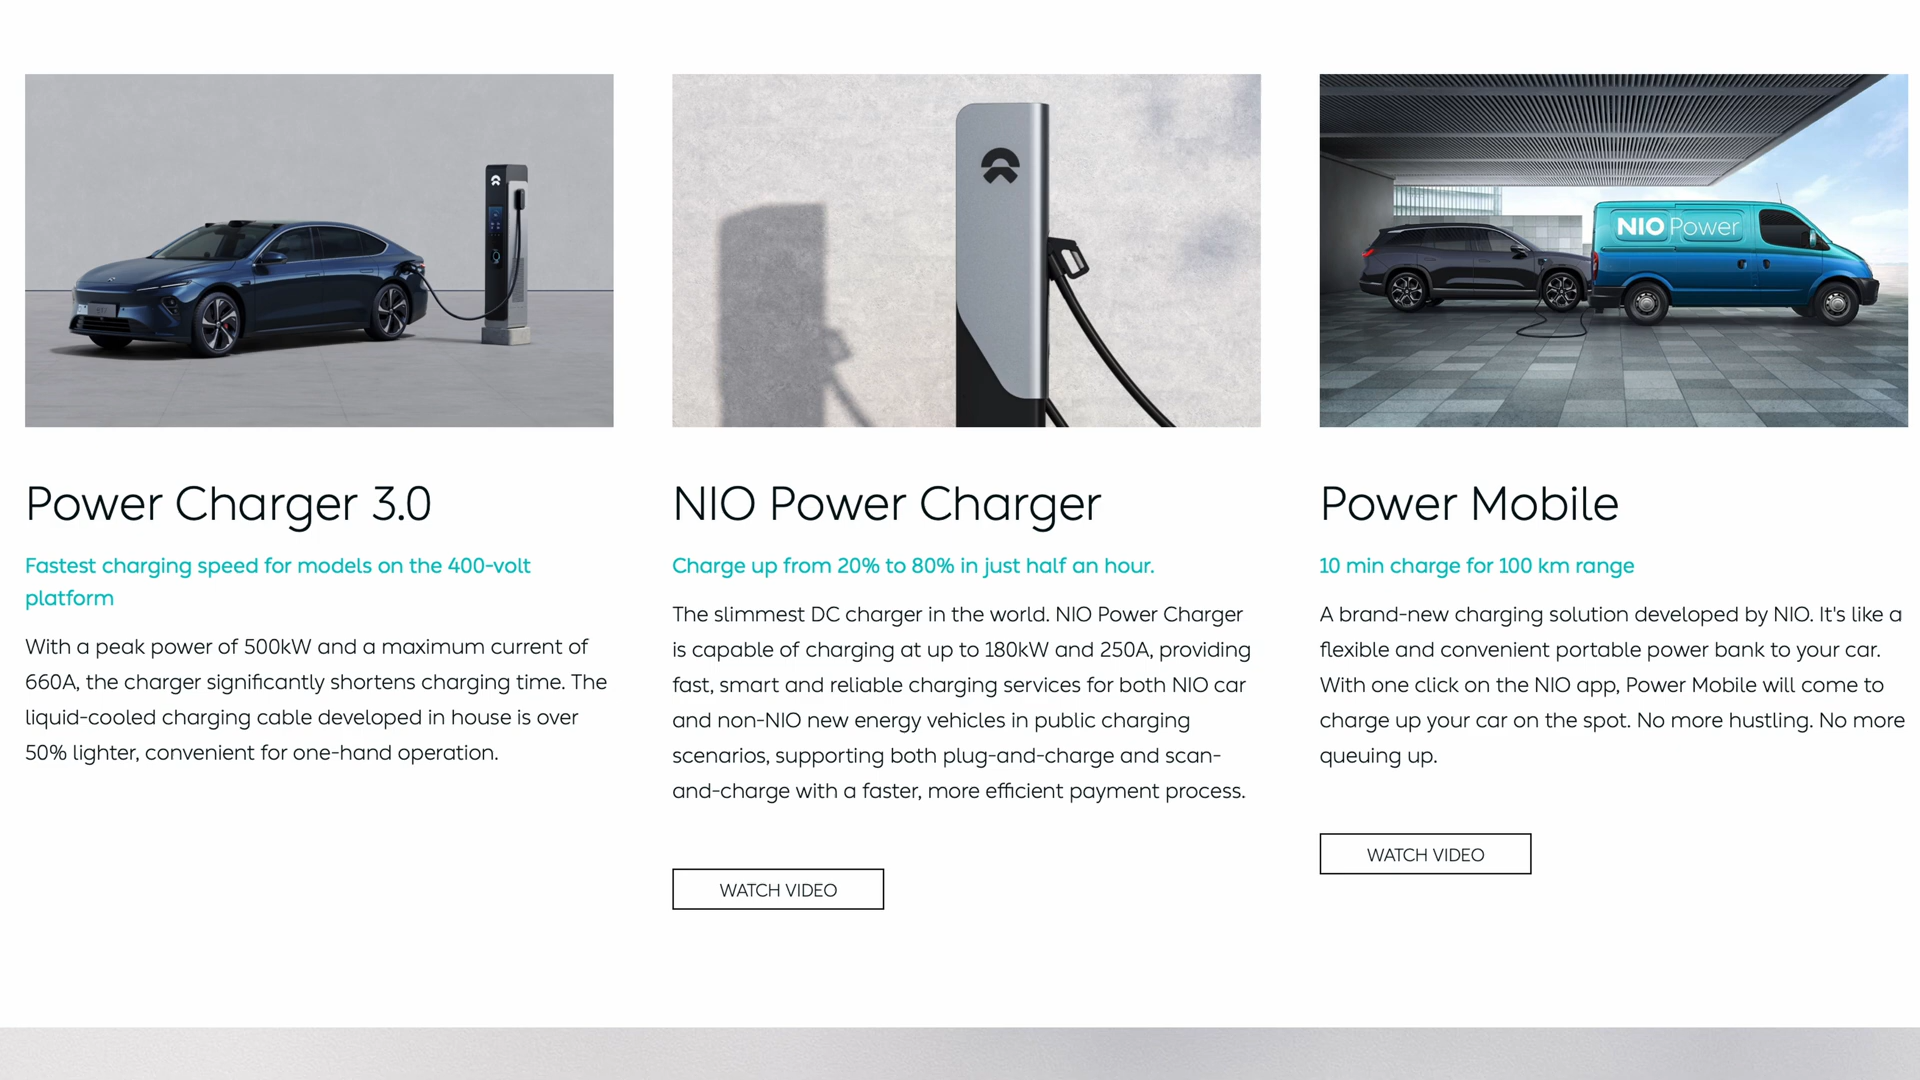 NIO Power
Power Charger 3.0
Fastest charging speed for models on the 400-volt
platform
With a peak power of 500kW and a maximum current of
660A, the charger significantly shortens charging time. The
liquid-cooled charging cable developed in house is over
50% lighter, convenient for one-hand operation.
NIO Power Charger
Charge up from 20% to 80% in just half an hour.
The slimmest DC charger in the world. NIO Power Charger
is capable of charging at up to 180kW and 250A, providing
fast, smart and reliable charging services for both NIO car
and non-NIO new energy vehicles in public charging
scenarios, supporting both plug-and-charge and scan-
and-charge with a faster, more efficient payment process.
WATCH VIDEO
Power Mobile
10 min charge for 100 km range
A brand-new charging solution developed by NIO. It's like a
flexible and convenient portable power bank to your car.
With one click on the NIO app, Power Mobile will come to
charge up your car on the spot. No more hustling. No more
queuing up.
WATCH VIDEO